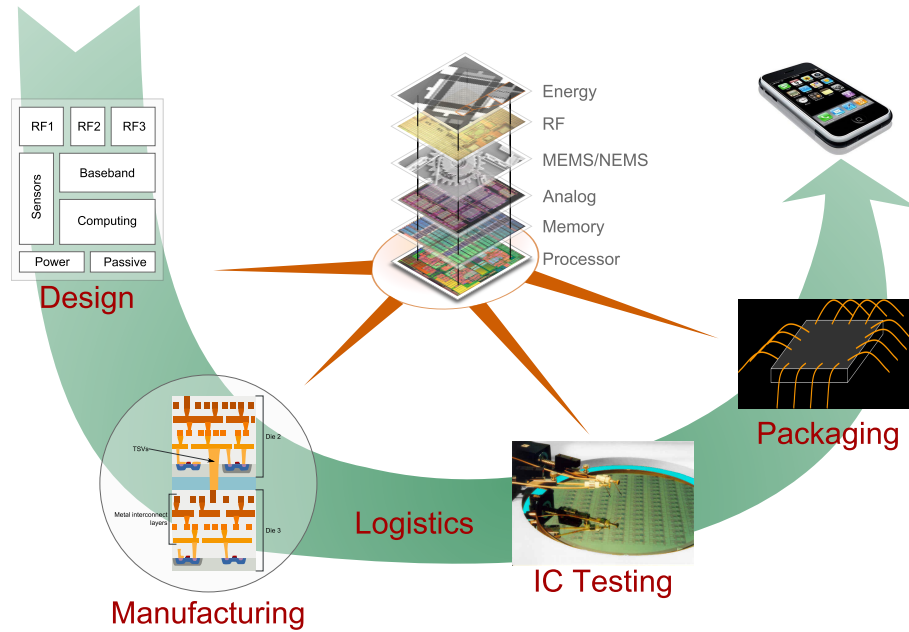 RF1
RF2
RF3
Sensors
Baseband
Computing
Power
Passive
Design
Energy
RF
MEMS/NEMS
Analog
Memory
Processor
TSVs
Die 2
Metal interconnect
layers
Die 3
Manufacturing
Logistics
IC Testing
Packaging